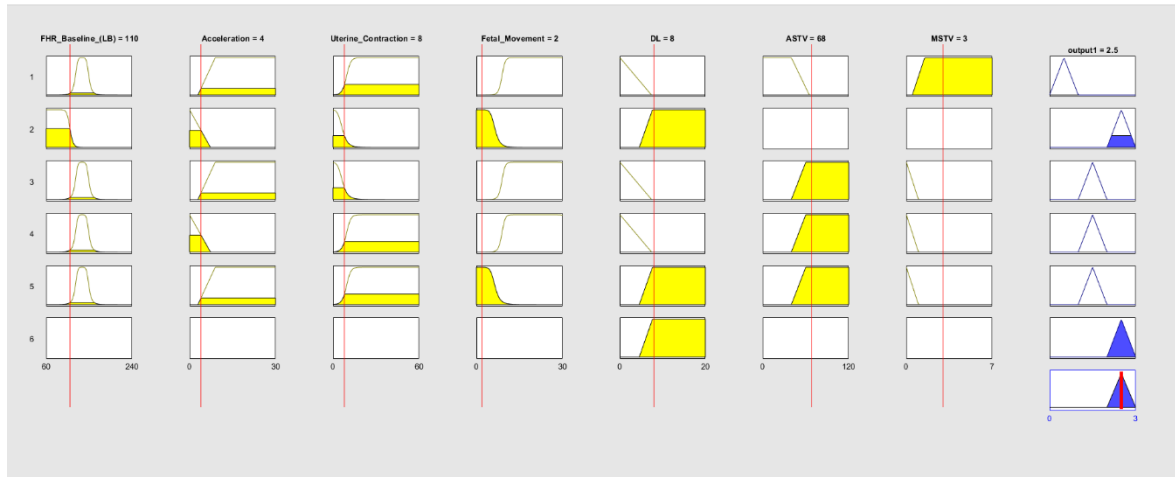 FHR_Baseline_(LB) = 110
Acceleration = 4
Uterine_Contraction = 8
Fetal_Movement = 2
DL = 8
ASTV = 68
MSTV = 3
output1 = 2.5
1
2
3
4
5
6
60 240
0 30
0 60
0 30
0 20
0 120
0 7
0 3